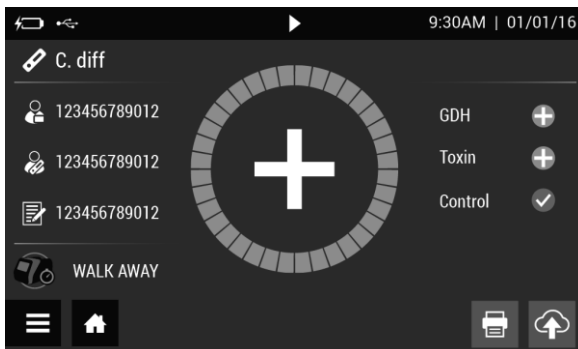 9:30AM | 01/01/16
C. diff
123456789012
123456789012
123456789012
WALK AWAY
GDH
Toxin
Control